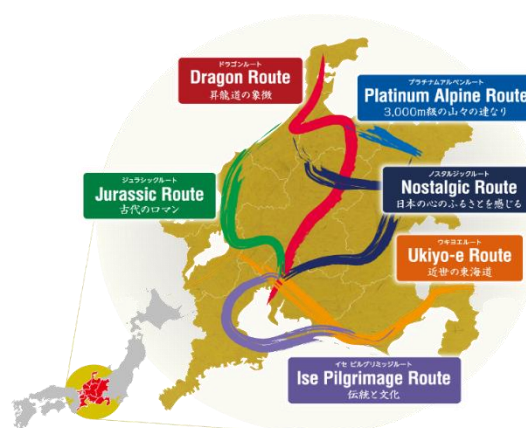 ドラゴンルート
Dragon Route
昇龍道の象徴
プラチナムアルペンルート
Platinum Alpine Route
3,000m級の山々の連なり
ジュラシックルート
Jurassic Route
古代のロマン
ノスタルジックルート
Nostalgic Route
日本の心のふるさとを感じる
ウキヨエルート
Ukiyo-e Route
近世の東海道
イセ ピルグリミッジルート
Ise Pilgrimage Route
伝統と文化